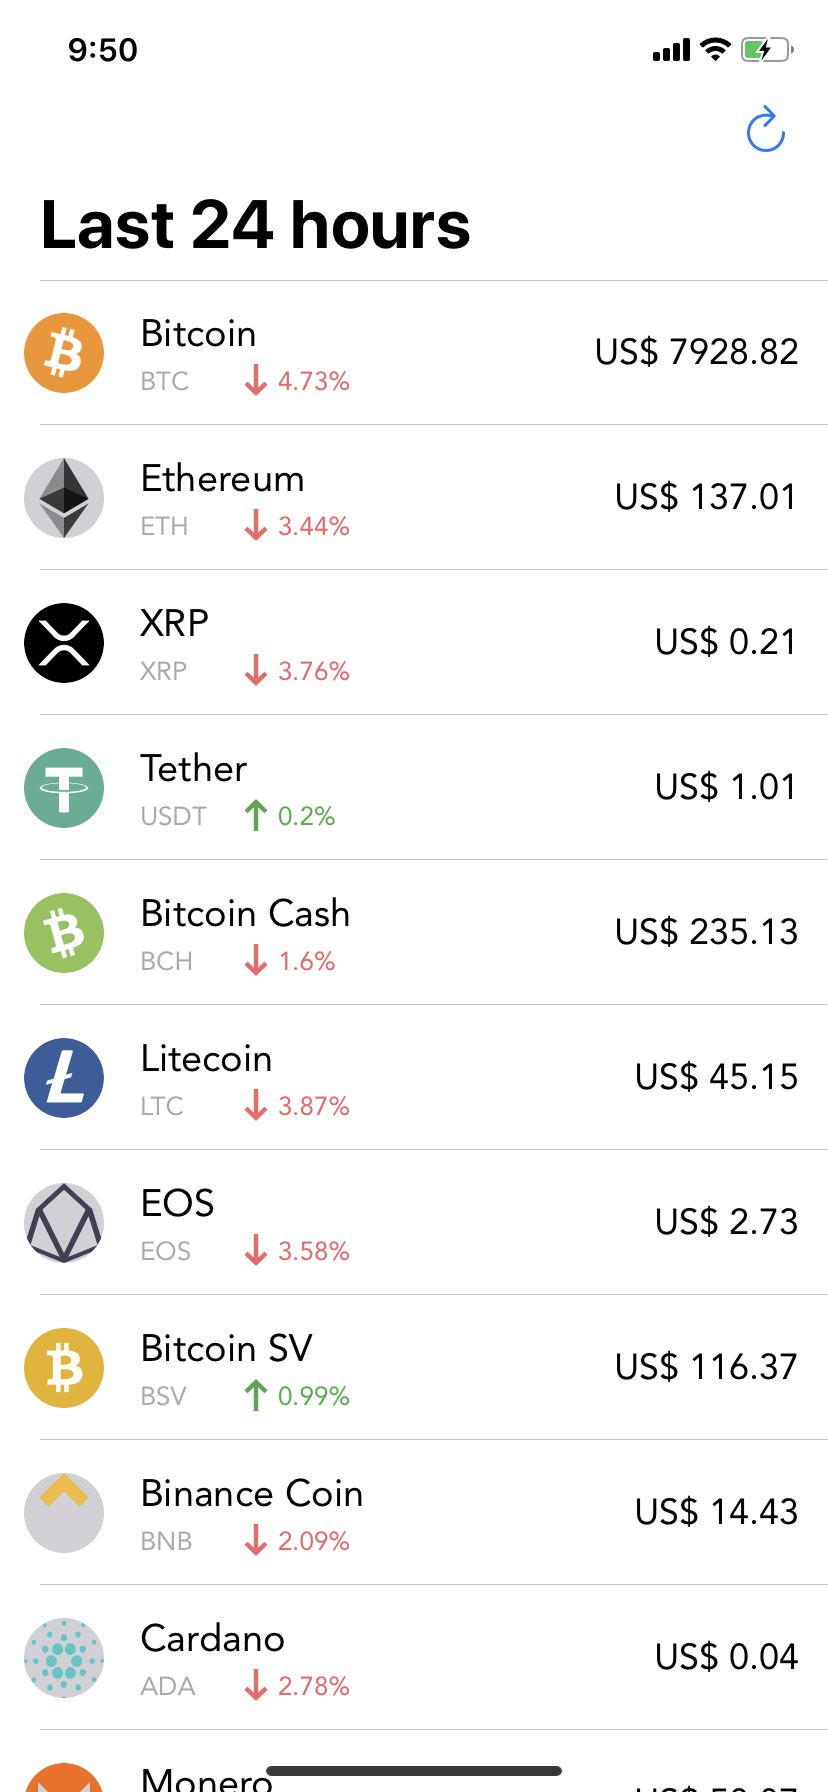 9:50
Last 24 hours
Bitcoin
US$ 7928.82
BTC 4.73%
Ethereum
US$ 137.01
ETH 3.44%
XRP
US$ 0.21
XRP 3.76%
Tether
US$ 1.01
USDT 0.2%
Bitcoin Cash
US$ 235.13
BCH 1.6%
Litecoin
US$ 45.15
LTC 3.87%
EOS
US$ 2.73
EOS 3.58%
Bitcoin SV
US$ 116.37
BSV 0.99%
Binance Coin
US$ 14.43
BNB 2.09%
Cardano
US$ 0.04
ADA 2.78%
Monero